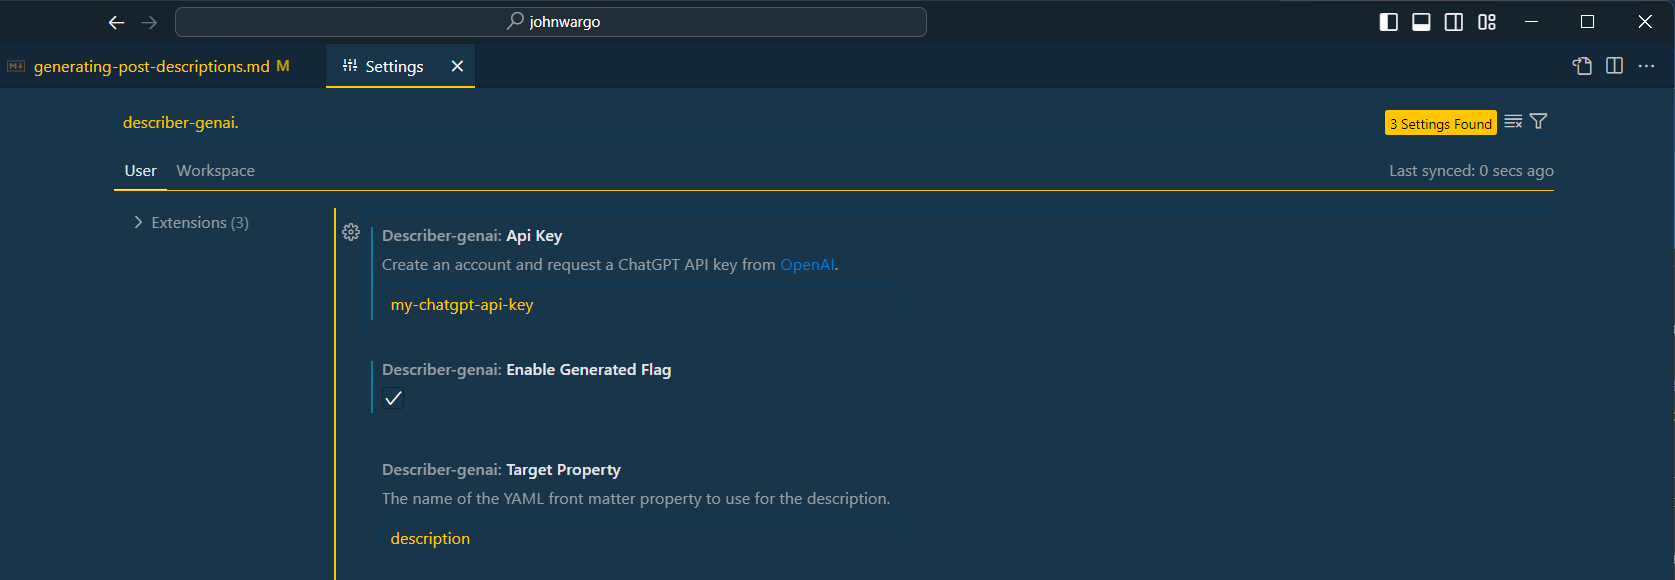 johnwargo
generating-post-descriptions.md M
Settings
describer-genai.
3 Settings Found
User Workspace
Last synced: 0 secs ago
Extensions (3)
Describer-genai: Api Key
Create an account and request a ChatGPT API key from OpenAI.
my-chatgpt-api-key
Describer-genai: Enable Generated Flag
Describer-genai: Target Property
The name of the YAML front matter property to use for the description.
description